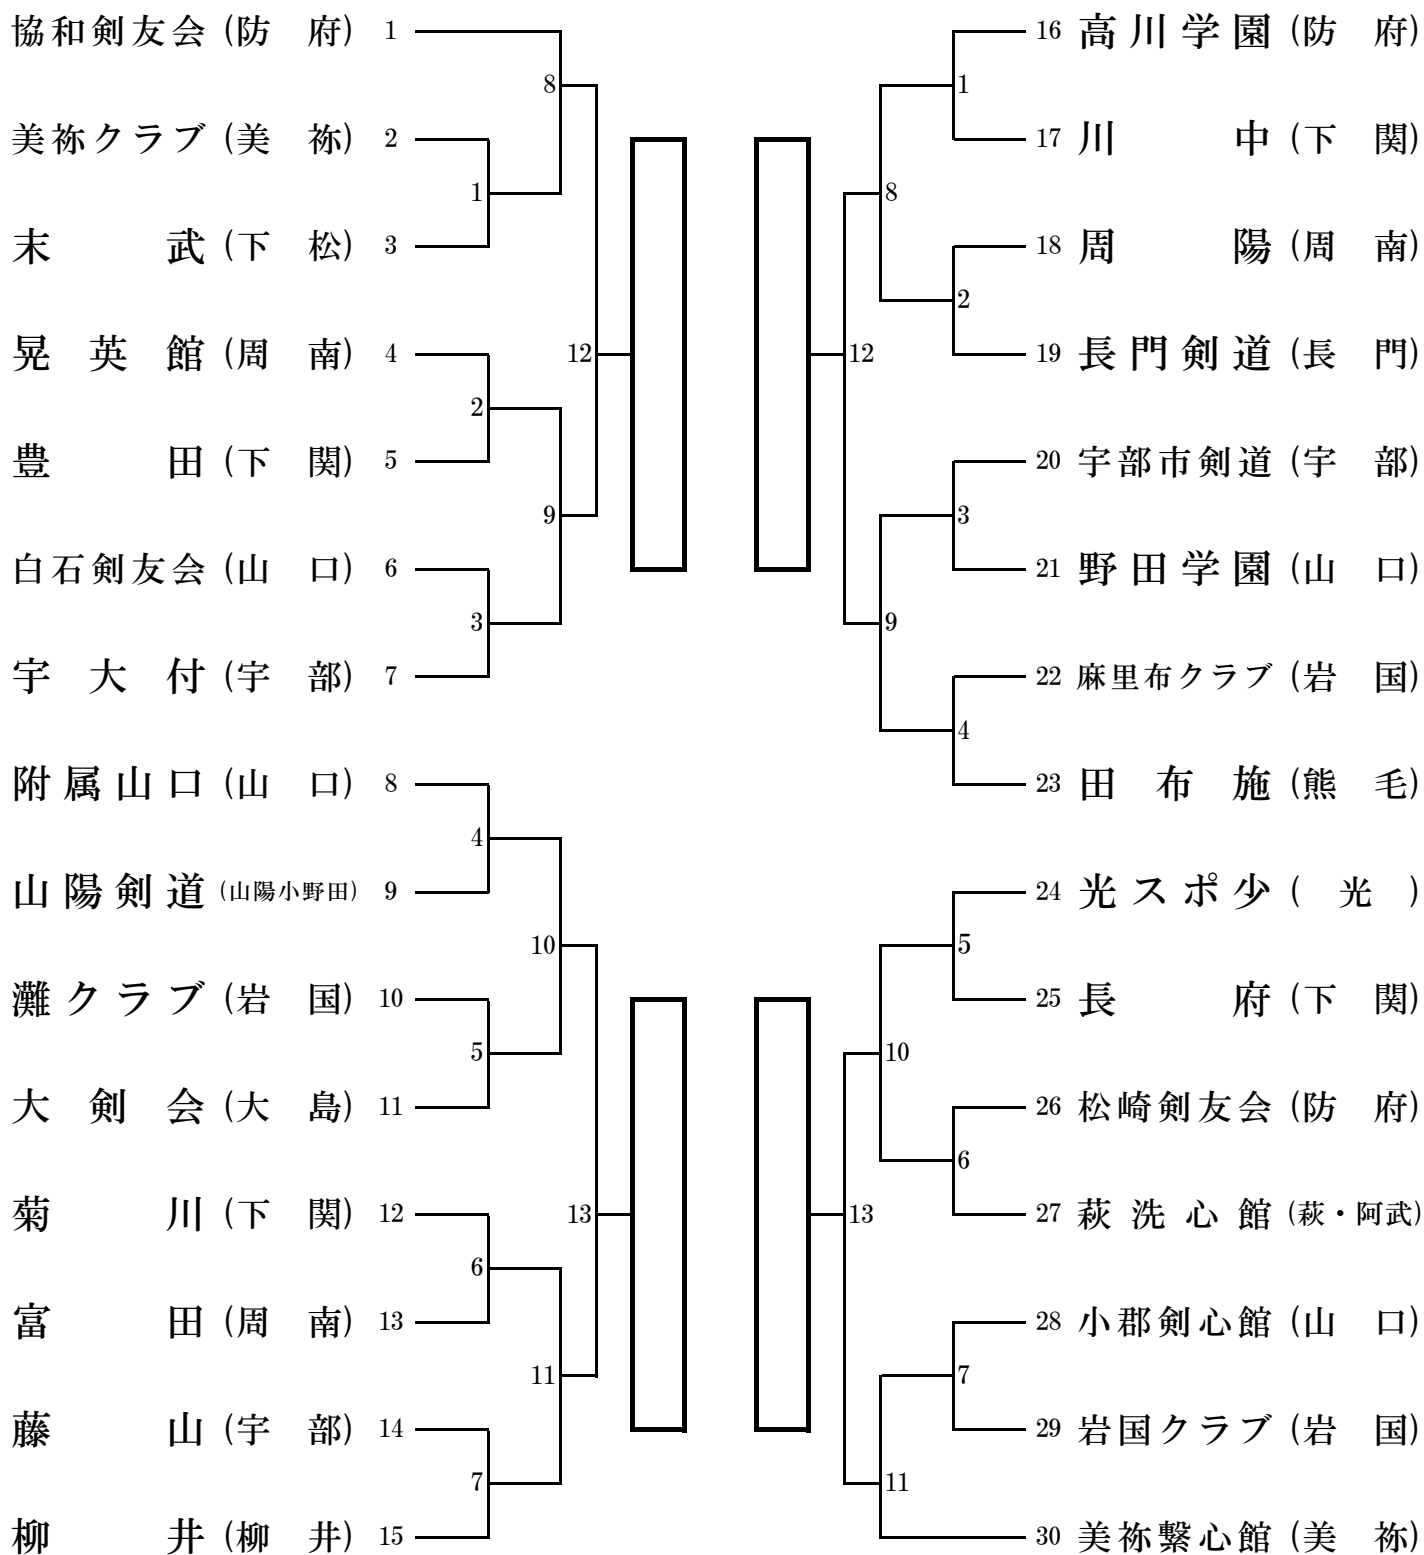 協和剣友会 (防 府) 1
8
美祢クラブ (美 祢) 2
1
末 武 (下 松) 3
晃 英 館 (周 南) 4
12
2
豊 田 (下 関) 5
9
白石剣友会 (山 口) 6
3
宇 大 付 (宇 部) 7
附属山口 (山 口) 8
4
山陽剣道 (山陽小野田) 9
10
灘クラブ (岩 国) 10
5
大 剣 会 (大 島) 11
菊 川 (下 関) 12
13
6
富 田 (周 南) 13
11
藤 山 (宇 部) 14
7
柳 井 (柳 井) 15
16 高川学園 (防 府)
1
17 川 中 (下 関)
8
18 周 陽 (周 南)
2
19 長門剣道 (長 門)
12
20 宇部市剣道 (宇 部)
3
21 野田学園 (山 口)
9
22 麻里布クラブ (岩 国)
4
23 田 布 施 (熊 毛)
24 光スポ少 ( 光 )
5
25 長 府 (下 関)
10
26 松崎剣友会 (防 府)
6
27 萩洗心館 (萩・阿武)
13
28 小郡剣心館 (山 口)
7
29 岩国クラブ (岩 国)
11
30 美祢繋心館 (美 祢)